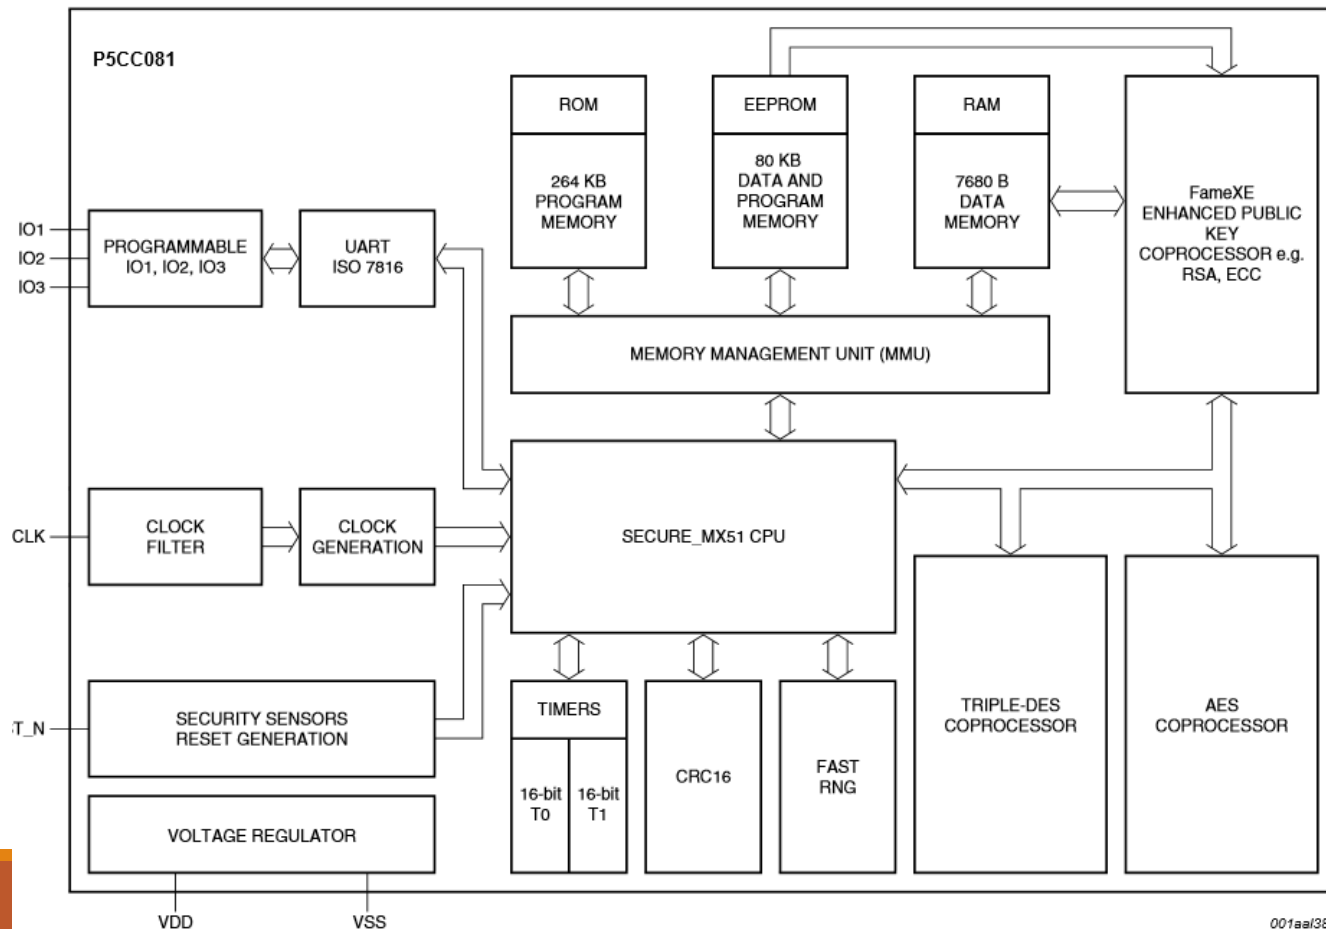 P5CC081
ROM
EEPROM
RAM
264 KB
PROGRAM
MEMORY
80 KB
DATA AND
PROGRAM
MEMORY
7680 B
DATA
MEMORY
FameXE
ENHANCED PUBLIC
KEY
COPROCESSOR e.g.
RSA, ECC
IO1
IO2
IO3
PROGRAMMABLE
IO1, IO2, IO3
UART
ISO 7816
MEMORY MANAGEMENT UNIT (MMU)
CLK
CLOCK
FILTER
CLOCK
GENERATION
SECURE_MX51 CPU
T_N
SECURITY SENSORS
RESET GENERATION
TIMERS
16-bit
T0
16-bit
T1
CRC16
FAST
RNG
TRIPLE-DES
COPROCESSOR
AES
COPROCESSOR
VOLTAGE REGULATOR
VDD
VSS
001aal38